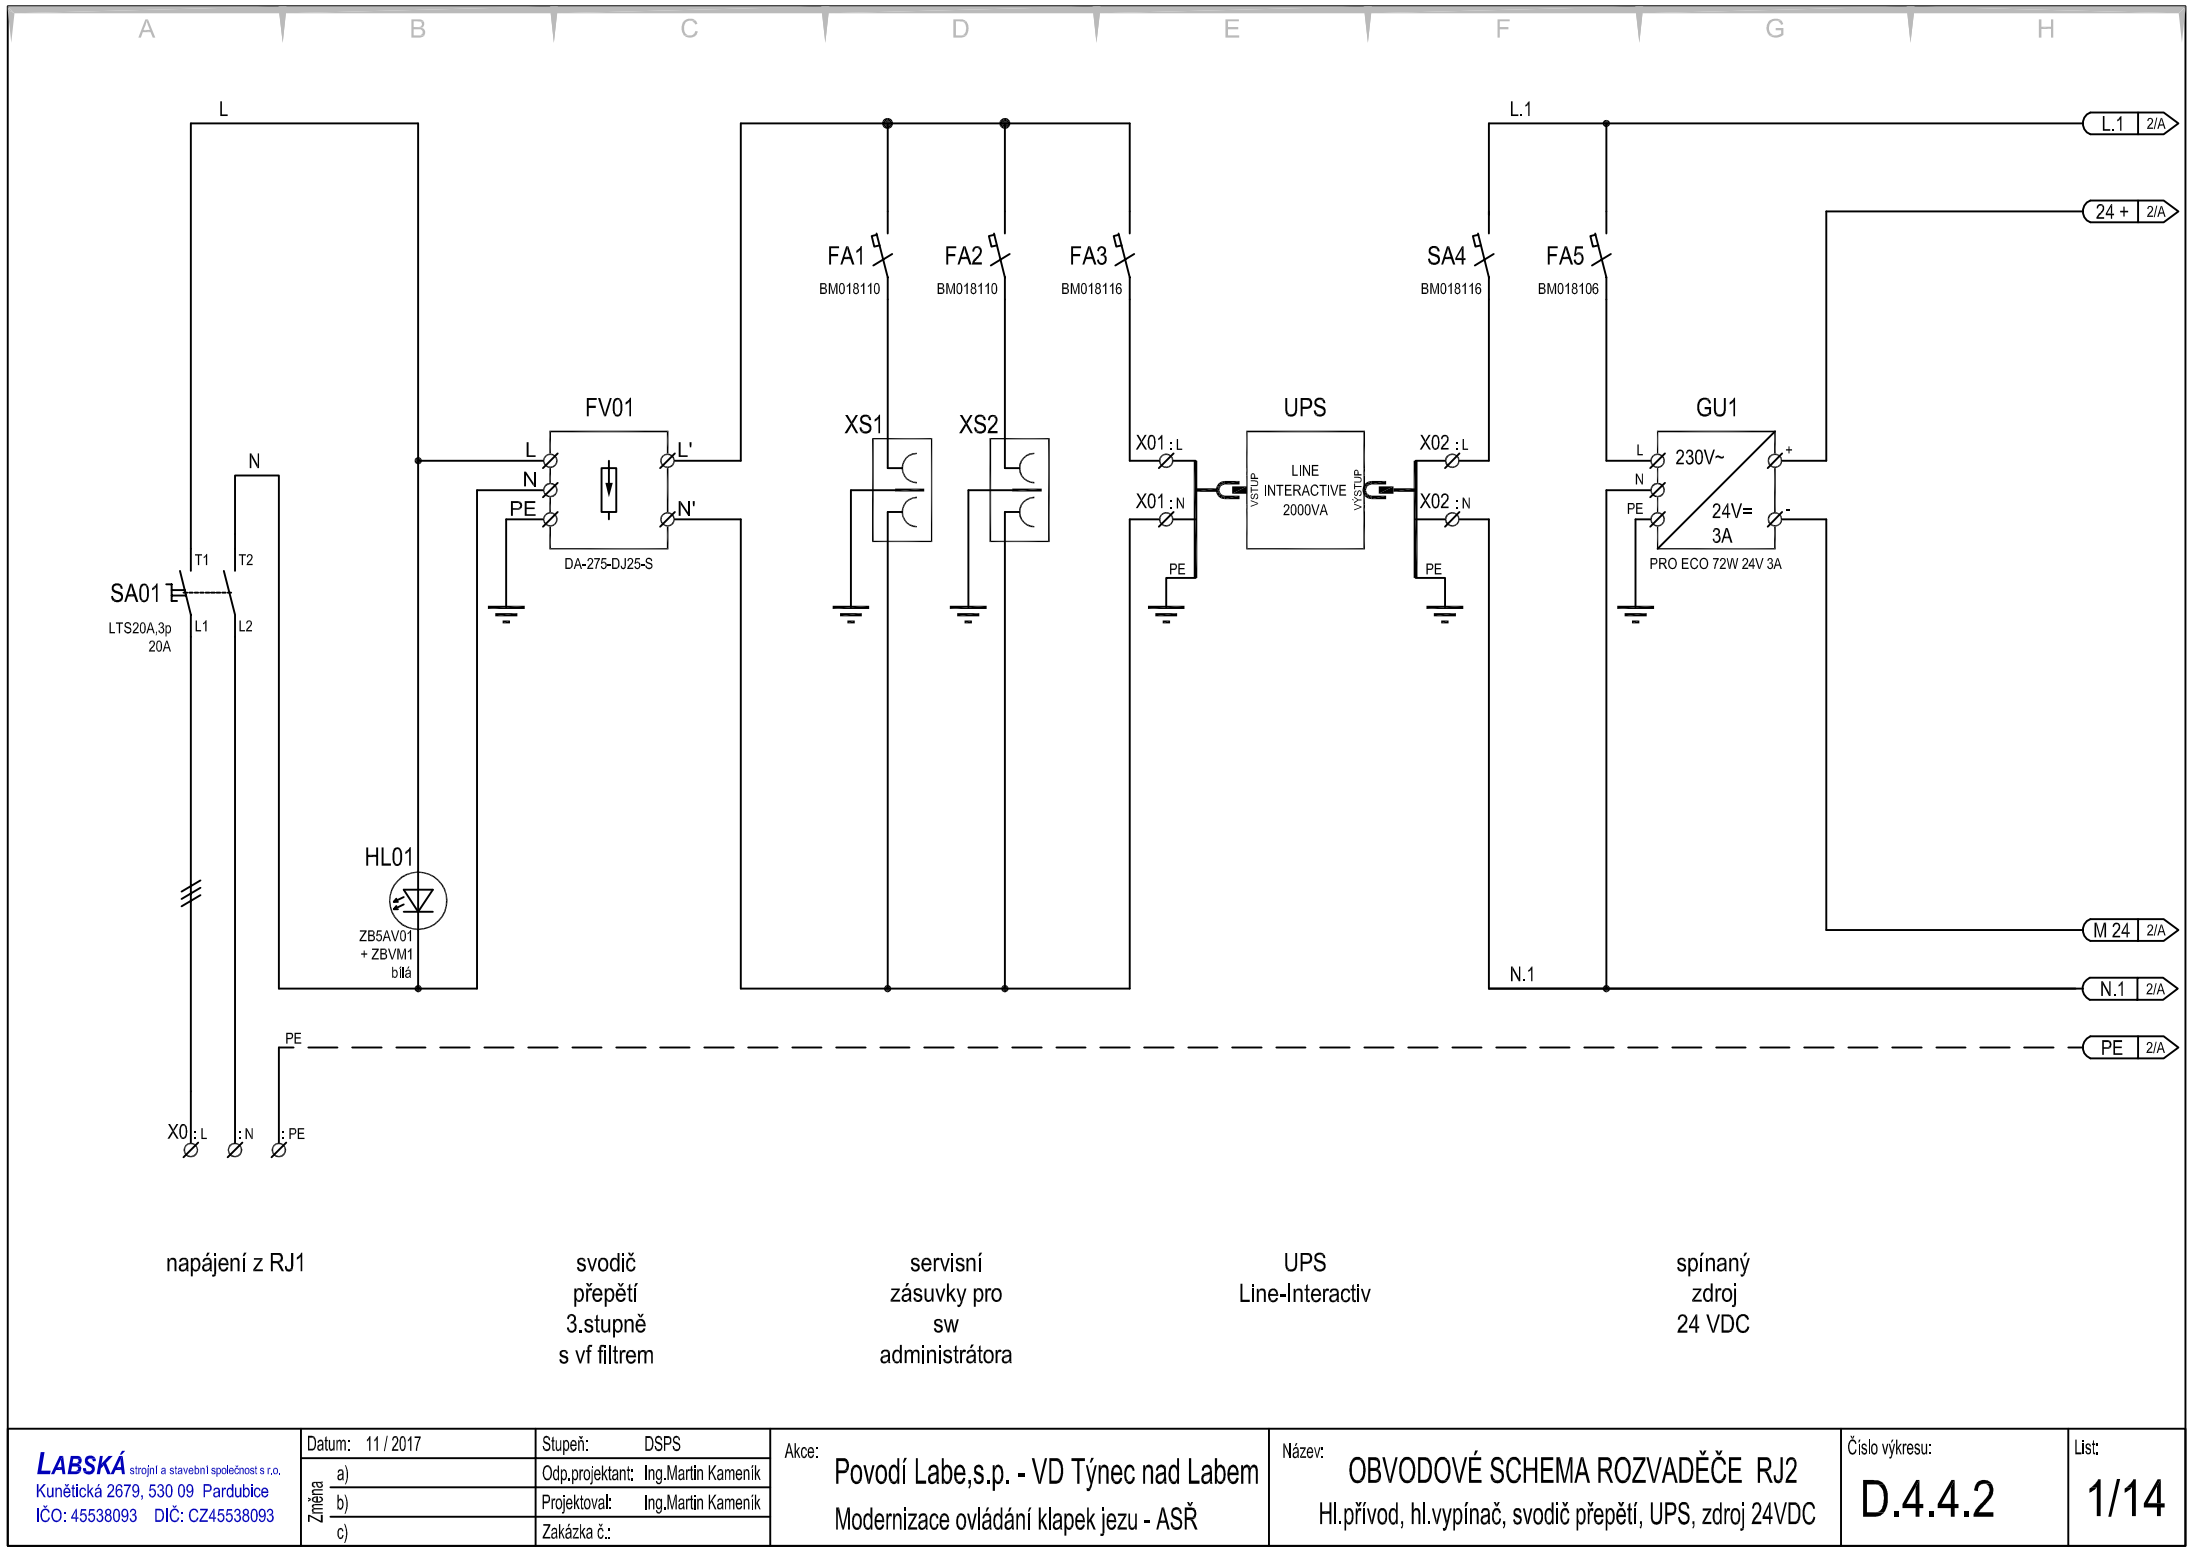 A B C D E F G H
L
L.1
L.1 2/A
24 + 2/A
FA1
BM018110
FA2
BM018110
FA3
BM018116
SA4
BM018116
FA5
BM018106
FV01
L
N
PE
L'
N'
DA-275-DJ25-S
XS1
XS2
X01 : L
X01 : N
PE
UPS
VSTUP
LINE
INTERACTIVE
2000VA
VÝSTUP
X02 : L
X02 : N
PE
GU1
L
N
PE
230V~
24V=
3A
+
-
PRO ECO 72W 24V 3A
N
T1
T2
SA01
L1
L2
LTS20A,3p
20A
HL01
ZB5AV01
+ ZBVM1
bílá
M 24 2/A
N.1
N.1 2/A
PE
PE 2/A
X0 : L
: N
: PE
napájení z RJ1
svodič
přepětí
3.stupně
s vf filtrem
servisní
zásuvky pro
sw
administrátora
UPS
Line-Interactiv
spínaný
zdroj
24 VDC
LABSKÁ strojní a stavební společnost s r.o.
Kunětická 2679, 530 09 Pardubice
IČO: 45538093 DIČ: CZ45538093
Datum: 11 / 2017
Změna
a)
b)
c)
Stupeň: DSPS
Odp.projektant: Ing.Martin Kameník
Projektoval: Ing.Martin Kameník
Zakázka č.:
Akce:
Povodí Labe,s.p. - VD Týnec nad Labem
Modernizace ovládání klapek jezu - ASŘ
Název:
OBVODOVÉ SCHEMA ROZVADĚČE RJ2
Hl.přívod, hl.vypínač, svodič přepětí, UPS, zdroj 24VDC
Číslo výkresu:
D.4.4.2
List:
1/14